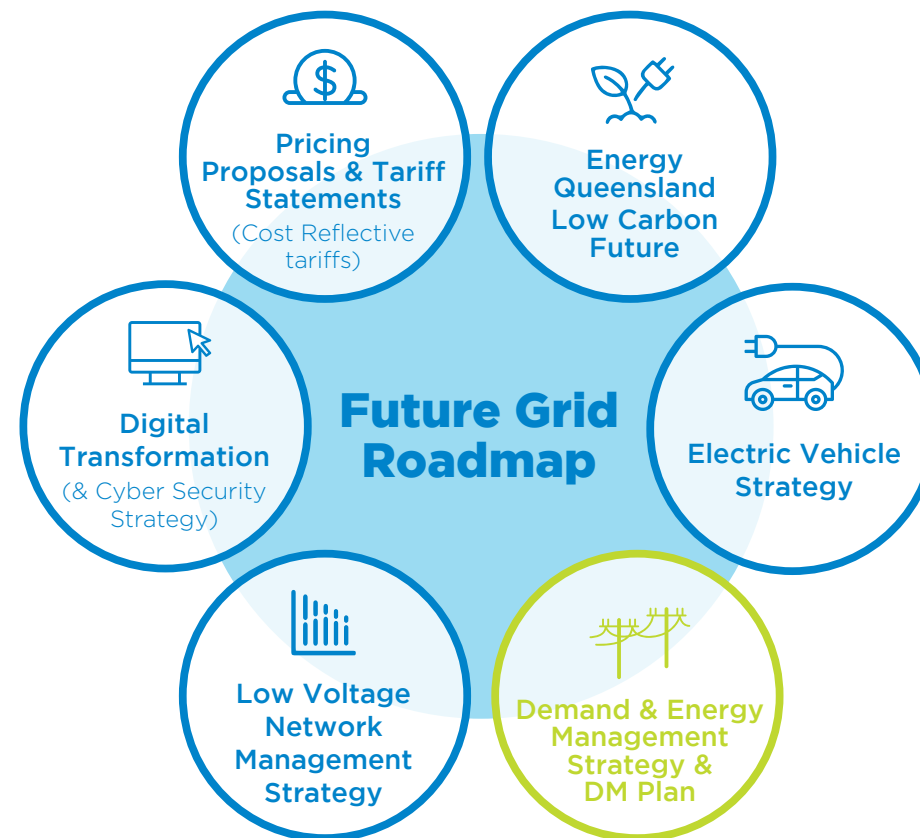 $
Pricing
Proposals & Tariff
Statements
(Cost Reflective
tariffs)
Energy
Queensland
Low Carbon
Future
Digital
Transformation
(& Cyber Security
Strategy)
Future Grid
Roadmap
Electric Vehicle
Strategy
Low Voltage
Network
Management
Strategy
Demand & Energy
Management
Strategy &
DM Plan